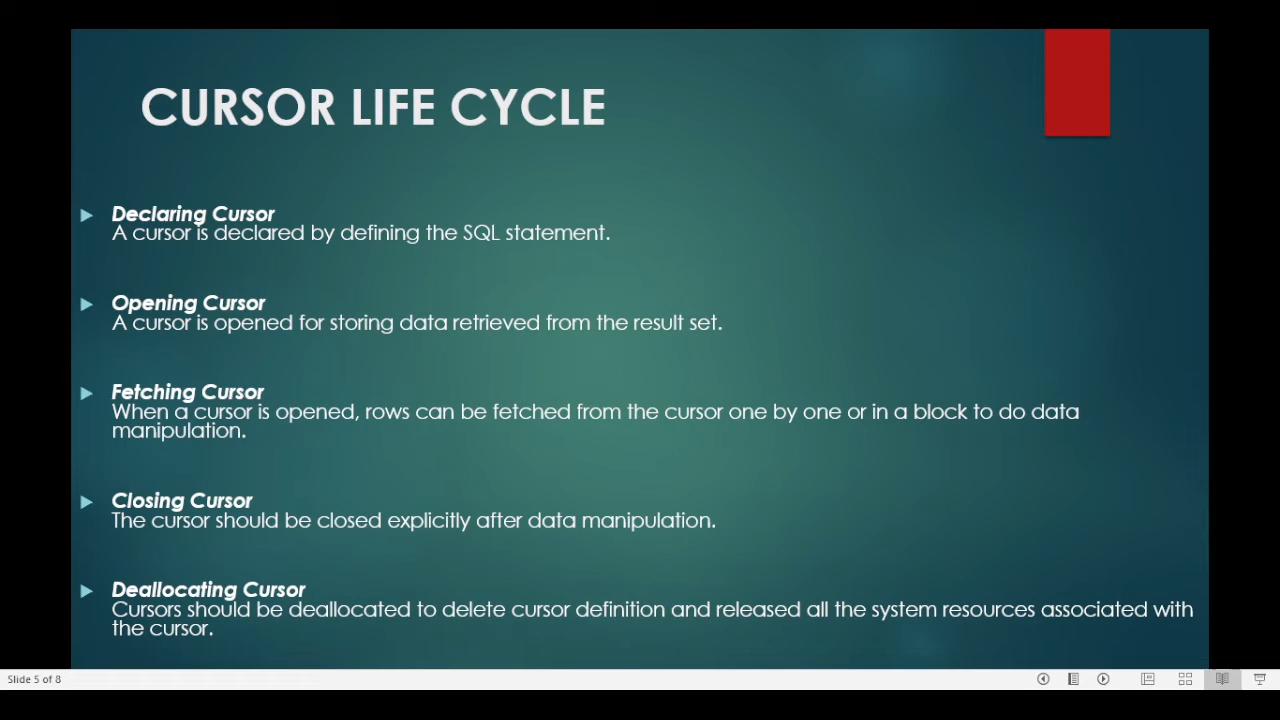 CURSOR LIFE CYCLE
Declaring Cursor
A cursor is declared by defining the SQL statement.
Opening Cursor
A cursor is opened for storing data retrieved from the result set.
Fetching Cursor
When a cursor is opened, rows can be fetched from the cursor one by one or in a block to do data
manipulation.
Closing Cursor
The cursor should be closed explicitly after data manipulation.
Deallocating Cursor
Cursors should be deallocated to delete cursor definition and released all the system resources associated with
the cursor.
Slide 5 of 8